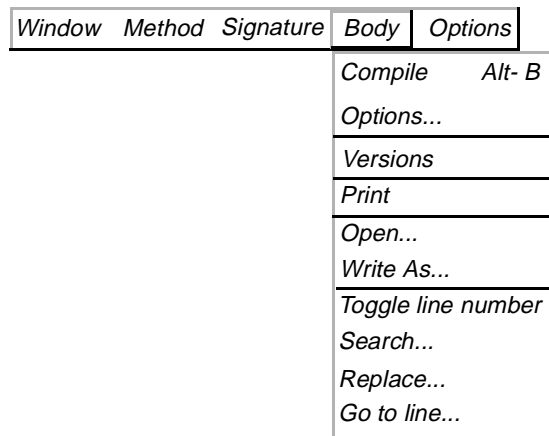 Window Method Signature Body Options
Compile Alt- B
Options...
Versions
Print
Open...
Write As...
Toggle line number
Search...
Replace...
Go to line...